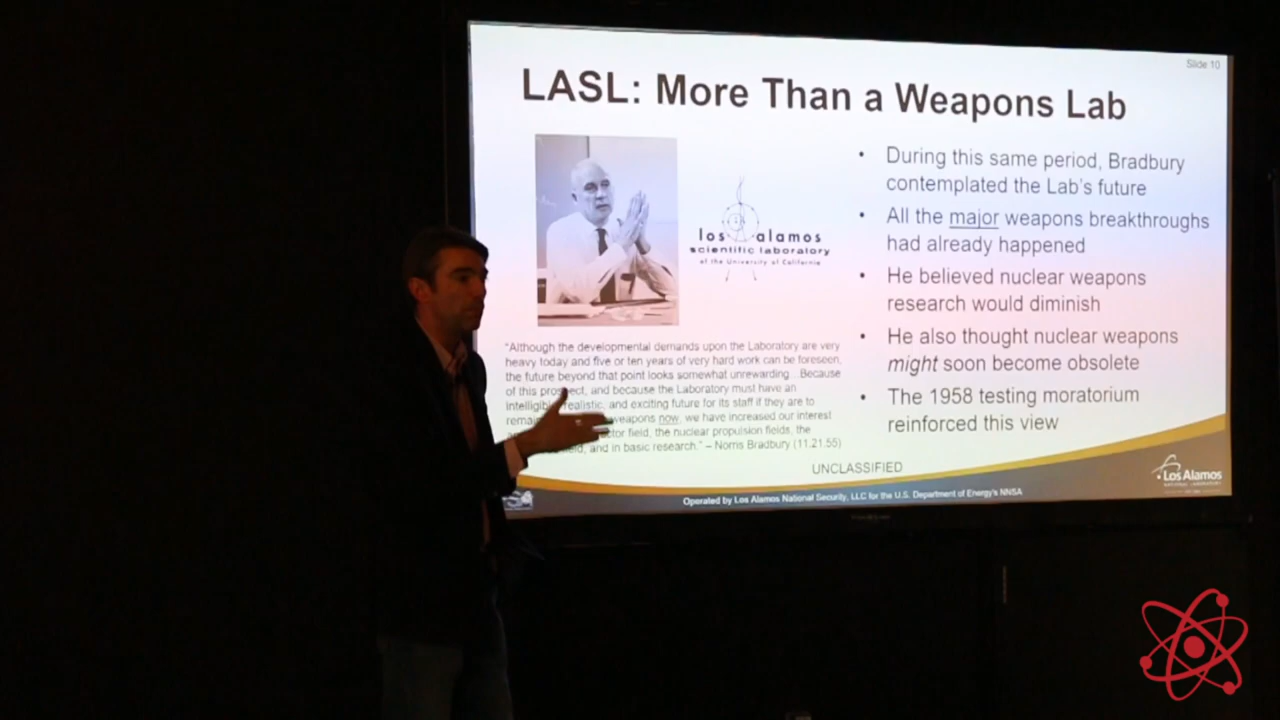 Slide 10
LASL: More Than a Weapons Lab
los alamos
scientific laboratory
of the University of California
"Although the developmental demands upon the Laboratory are very
heavy today and five or ten years of very hard work can be foreseen,
the future beyond that point looks somewhat unrewarding...Because
of this prospect, and because the Laboratory must have an
intelligible, realistic, and exciting future for its staff if they are to
weapons now, we have increased our interest
field, the nuclear propulsion fields, the
and in basic research." – Norris Bradbury (11.21.55)
• During this same period, Bradbury
contemplated the Lab's future
• All the major weapons breakthroughs
had already happened
• He believed nuclear weapons
research would diminish
• He also thought nuclear weapons
might soon become obsolete
• The 1958 testing moratorium
reinforced this view
UNCLASSIFIED
Operated by Los Alamos National Security, LLC for the U.S. Department of Energy's NNSA
Los Alamos
NATIONAL LABORATORY